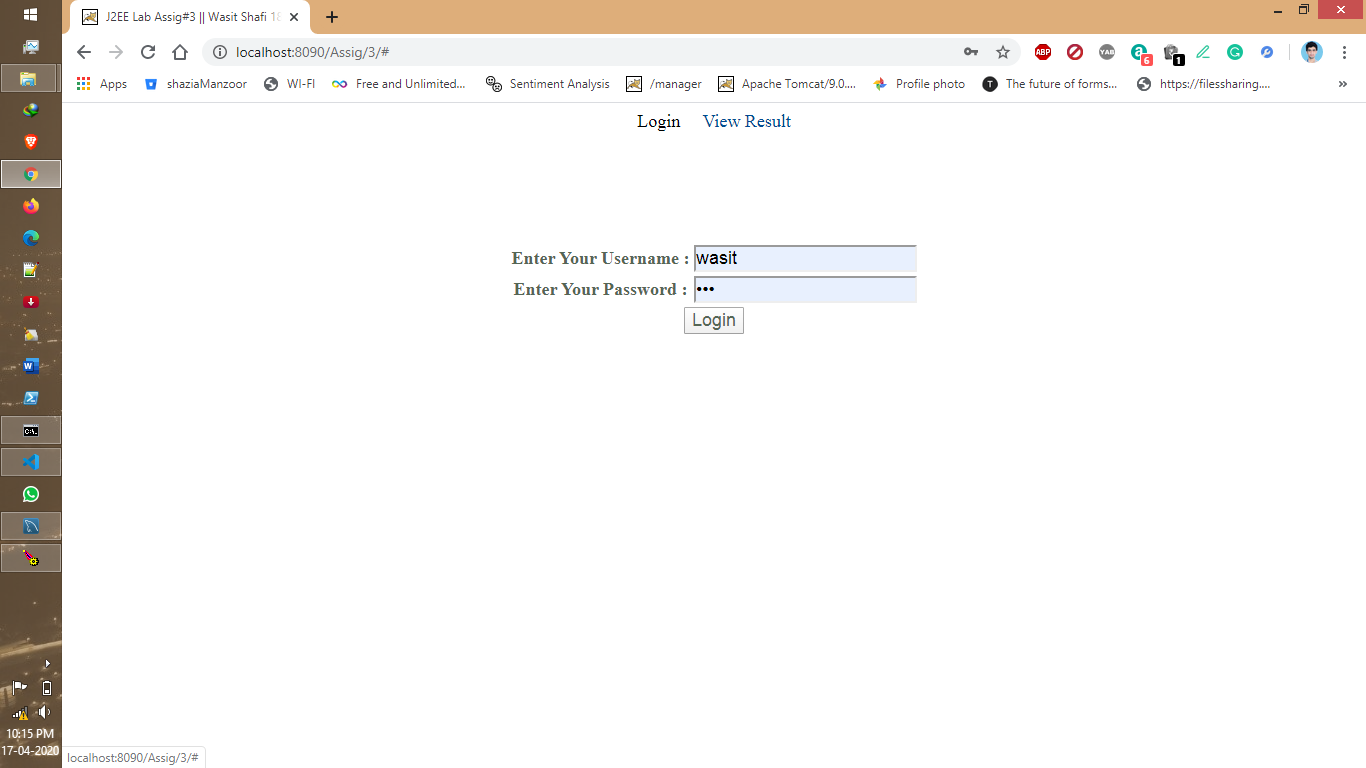 J2EE Lab Assig#3 || Wasit Shafi 18
localhost:8090/Assig/3/#
ABP
YAB
6
1
Apps
shaziaManzoor
WI-FI
Free and Unlimited...
Sentiment Analysis
/manager
Apache Tomcat/9.0....
Profile photo
T
The future of forms...
https://filessharing....
»
Login View Result
Enter Your Username : wasit
Enter Your Password : •••
Login
10:15 PM
17-04-2020
localhost:8090/Assig/3/#